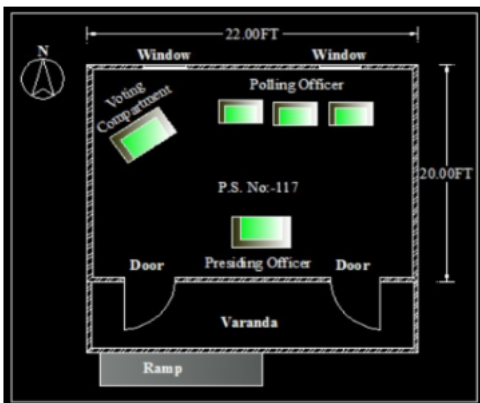 22.00FT
N
Window
Window
Voting
Compartment
Polling Officer
20.00FT
P.S. No:-117
Door
Presiding Officer
Door
Varanda
Ramp